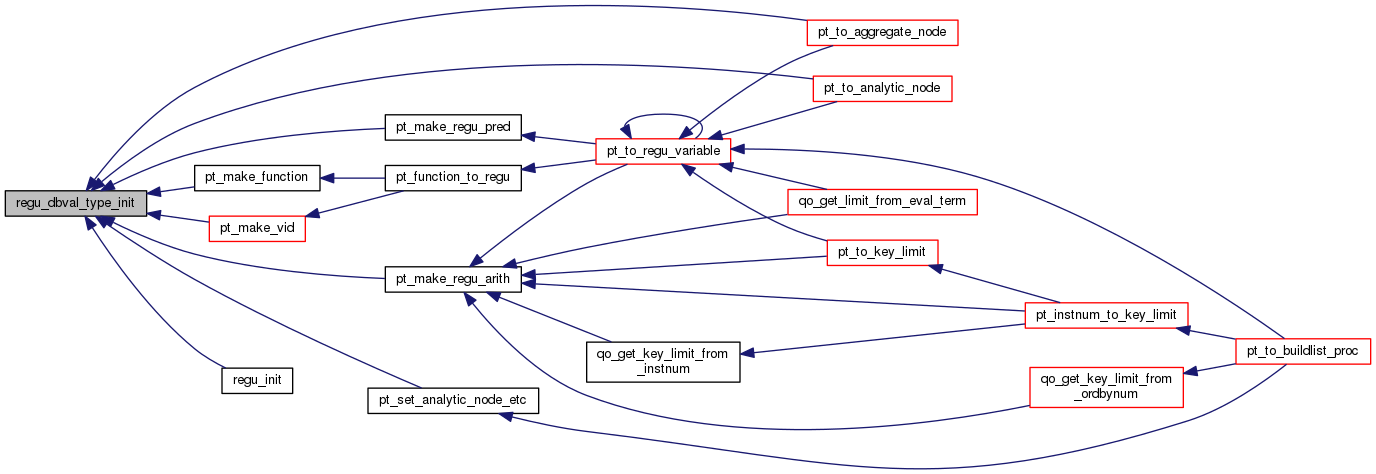 pt_to_aggregate_node
pt_to_analytic_node
pt_make_regu_pred
pt_to_regu_variable
pt_make_function
pt_function_to_regu
regu_dbval_type_init
qo_get_limit_from_eval_term
pt_make_vid
pt_to_key_limit
pt_make_regu_arith
pt_instnum_to_key_limit
pt_to_buildlist_proc
qo_get_key_limit_from
_instnum
regu_init
qo_get_key_limit_from
_ordbynum
pt_set_analytic_node_etc